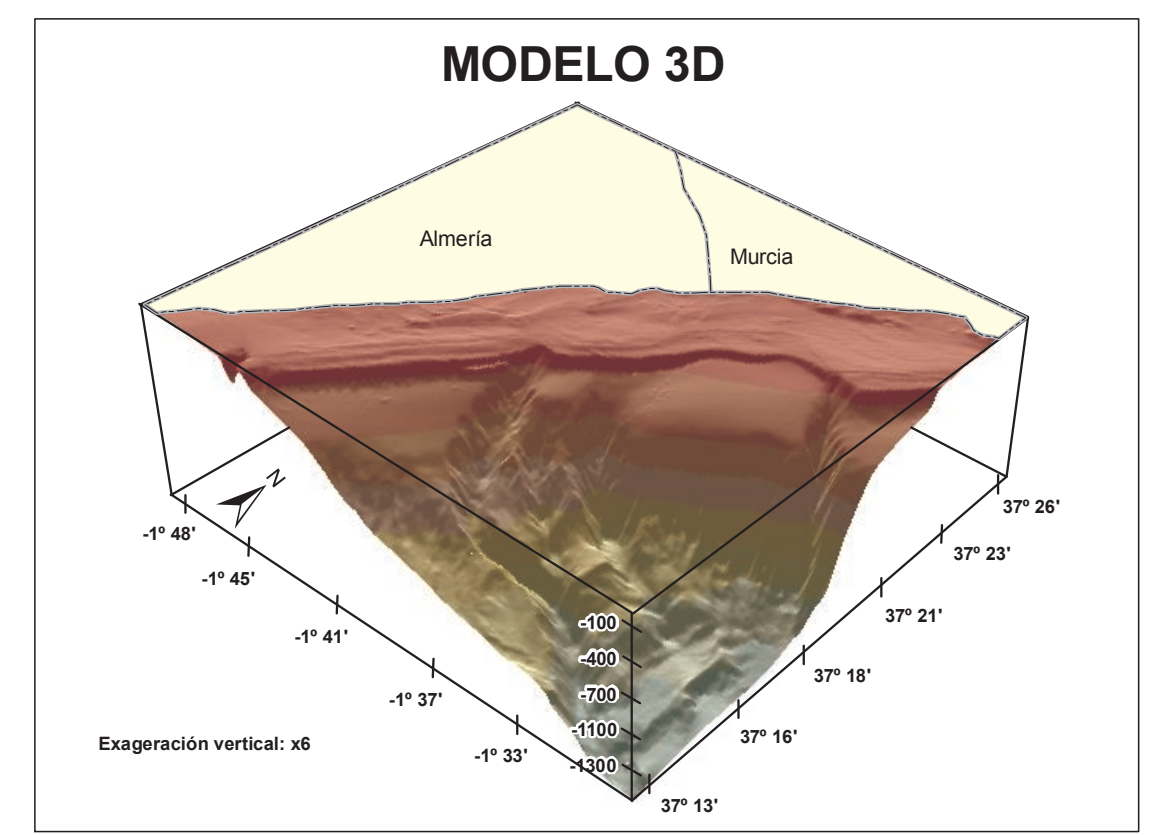 MODELO 3D
Almería
Murcia
N
-1º 48'
-1º 45'
-1º 41'
-1º 37'
-1º 33'
-100
-400
-700
-1100
-1300
37º 26'
37º 23'
37º 21'
37º 18'
37º 16'
37º 13'
Exageración vertical: x6